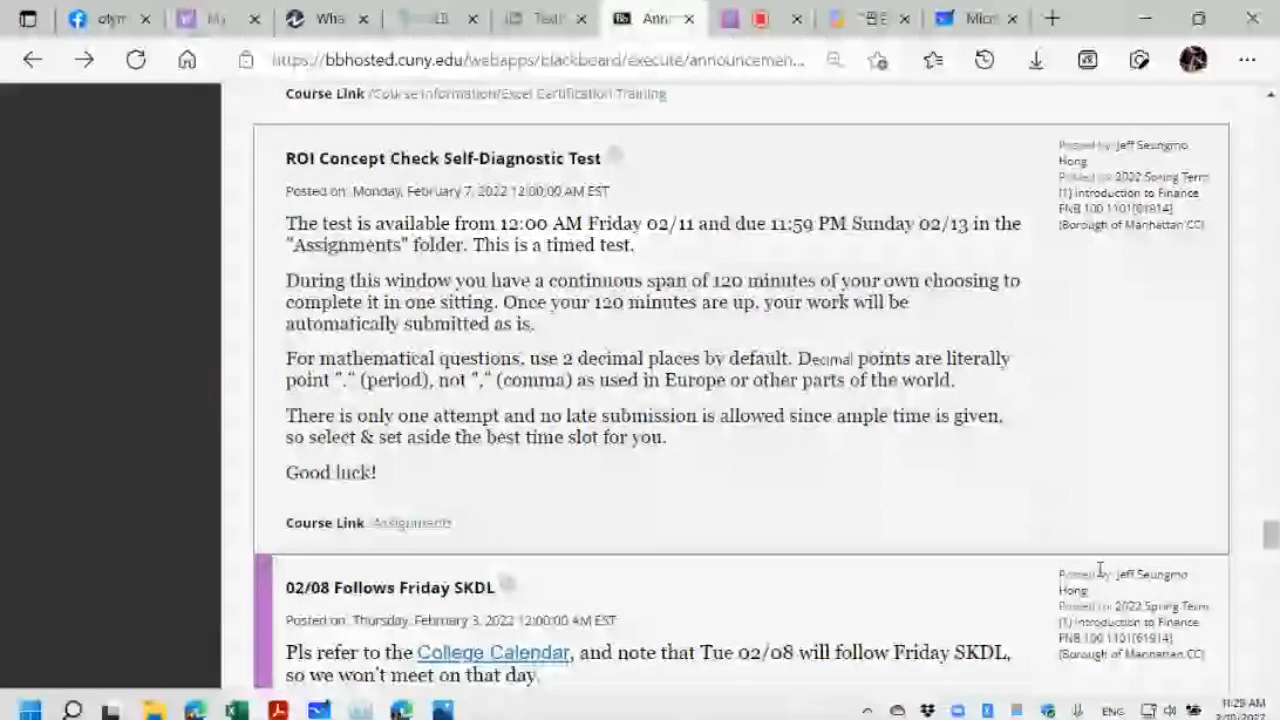 olym
M
Wha
Text
Ann
Micr
https://bbhosted.cuny.edu/webapps/blackboard/execute/announcemen...
Course Link /Course Information/Excel Certification Training
ROI Concept Check Self-Diagnostic Test
Posted on: Monday, February 7, 2022 12:00:00 AM EST
The test is available from 12:00 AM Friday 02/11 and due 11:59 PM Sunday 02/13 in the
"Assignments" folder. This is a timed test.
During this window you have a continuous span of 120 minutes of your own choosing to
complete it in one sitting. Once your 120 minutes are up, your work will be
automatically submitted as is.
For mathematical questions, use 2 decimal places by default. Decimal points are literally
point "." (period), not "," (comma) as used in Europe or other parts of the world.
There is only one attempt and no late submission is allowed since ample time is given,
so select & set aside the best time slot for you.
Good luck!
Course Link Assignments
Posted by: Jeff Seungmo
Hong
Posted to: 2022 Spring Term
(1) Introduction to Finance
FNB 100 1101[61814]
(Borough of Manhattan CC)
02/08 Follows Friday SKDL
Posted on: Thursday, February 3, 2022 12:00:00 AM EST
Pls refer to the College Calendar, and note that Tue 02/08 will follow Friday SKDL,
so we won't meet on that day.
Posted by: Jeff Seungmo
Hong
Posted to: 2022 Spring Term
(1) Introduction to Finance
FNB 100 1101[61814]
(Borough of Manhattan CC)
ENG
11:29 AM
2/10/2022